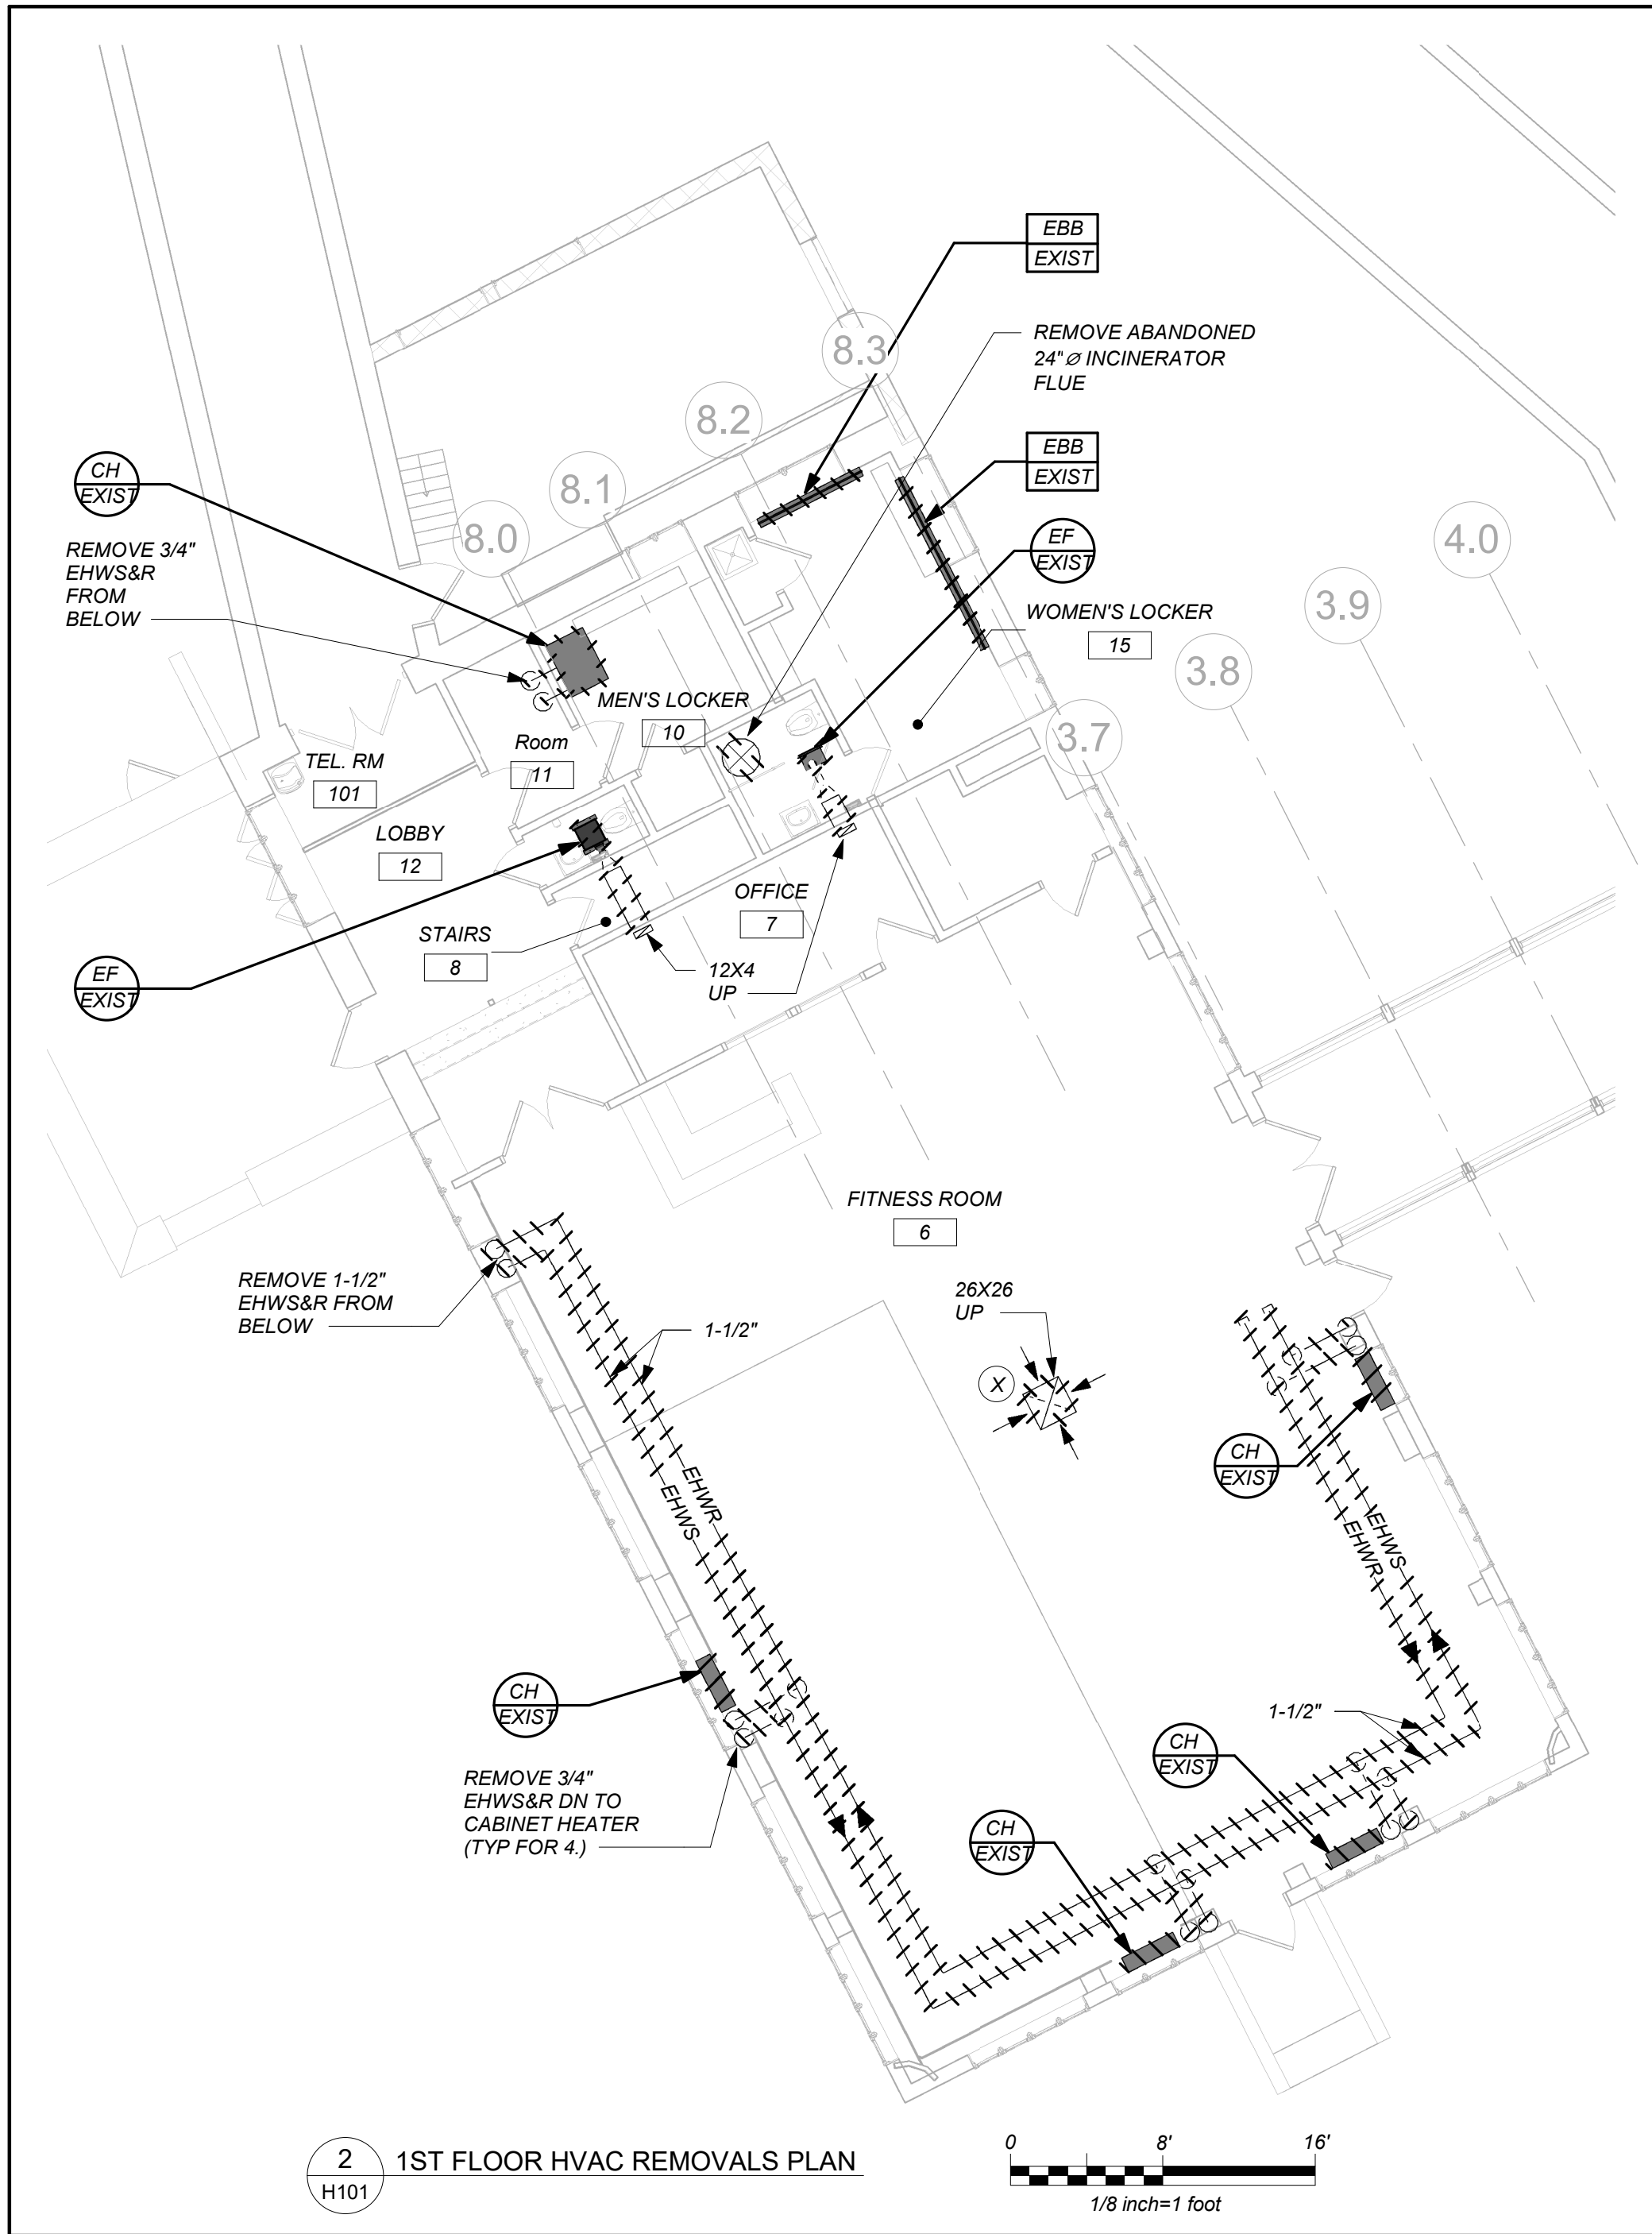 EBB
EXIST
8.3
REMOVE ABANDONED
24"⌀ INCINERATOR
FLUE
8.2
EBB
EXIST
CH
EXIST
8.1
EF
EXIST
8.0
4.0
REMOVE 3/4"
EHWS&R
FROM
BELOW
3.9
WOMEN'S LOCKER
15
3.8
MEN'S LOCKER
10
3.7
Room
11
TEL. RM
101
LOBBY
12
OFFICE
7
STAIRS
8
EF
EXIST
12X4
UP
FITNESS ROOM
6
REMOVE 1-1/2"
EHWS&R FROM
BELOW
1-1/2"
26X26
UP
X
CH
EXIST
EHWR
EHWS
EHWS
EHWR
CH
EXIST
1-1/2"
CH
EXIST
REMOVE 3/4"
EHWS&R DN TO
CABINET HEATER
(TYP FOR 4.)
CH
EXIST
2
H101
1ST FLOOR HVAC REMOVALS PLAN
0 8' 16'
1/8 inch=1 foot